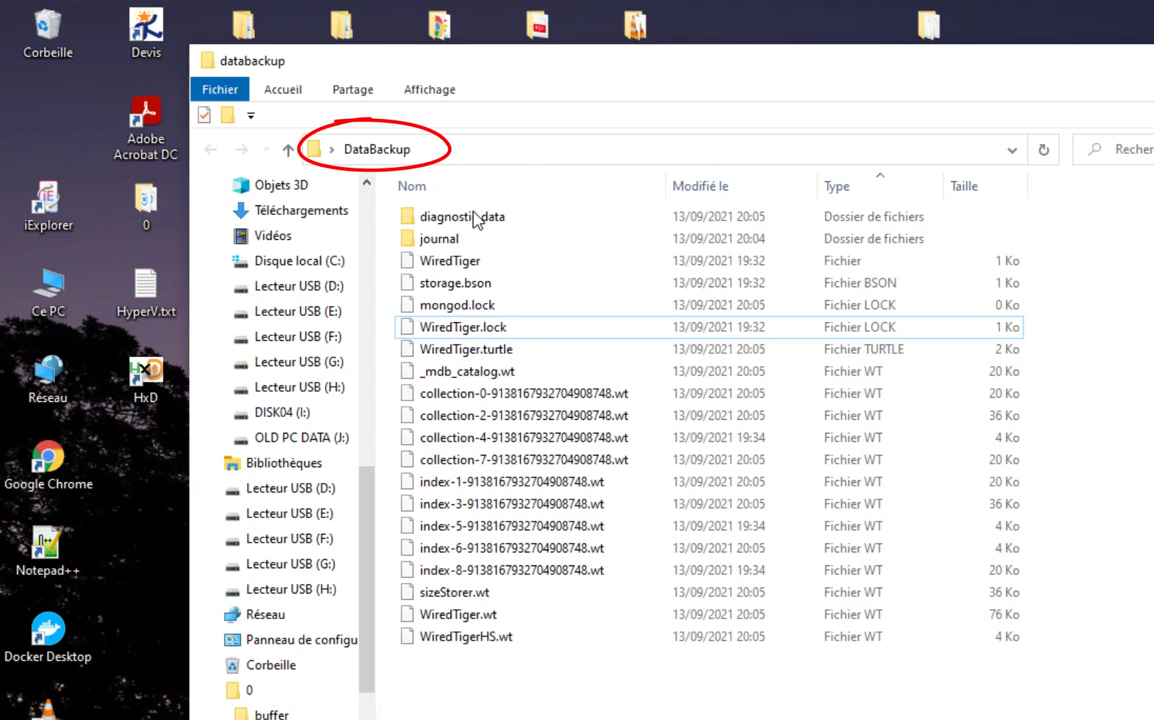 Corbeille
Devis
Adobe
Acrobat DC
iExplorer
0
Ce PC
HyperV.txt
Réseau
HxD
Google Chrome
Notepad++
Docker Desktop
databackup
Fichier Accueil Partage Affichage
DataBackup
Recher
Objets 3D
Téléchargements
Vidéos
Disque local (C:)
Lecteur USB (D:)
Lecteur USB (E:)
Lecteur USB (F:)
Lecteur USB (G:)
Lecteur USB (H:)
DISK04 (I:)
OLD PC DATA (J:)
Bibliothèques
Lecteur USB (D:)
Lecteur USB (E:)
Lecteur USB (F:)
Lecteur USB (G:)
Lecteur USB (H:)
Réseau
Panneau de configu
Corbeille
0
buffer
Nom Modifié le Type Taille
diagnostic.data 13/09/2021 20:05 Dossier de fichiers
journal 13/09/2021 20:04 Dossier de fichiers
WiredTiger 13/09/2021 19:32 Fichier 1 Ko
storage.bson 13/09/2021 19:32 Fichier BSON 1 Ko
mongod.lock 13/09/2021 20:05 Fichier LOCK 0 Ko
WiredTiger.lock 13/09/2021 19:32 Fichier LOCK 1 Ko
WiredTiger.turtle 13/09/2021 20:05 Fichier TURTLE 2 Ko
_mdb_catalog.wt 13/09/2021 20:05 Fichier WT 20 Ko
collection-0-9138167932704908748.wt 13/09/2021 20:05 Fichier WT 20 Ko
collection-2-9138167932704908748.wt 13/09/2021 20:05 Fichier WT 36 Ko
collection-4-9138167932704908748.wt 13/09/2021 19:34 Fichier WT 4 Ko
collection-7-9138167932704908748.wt 13/09/2021 20:05 Fichier WT 20 Ko
index-1-9138167932704908748.wt 13/09/2021 20:05 Fichier WT 20 Ko
index-3-9138167932704908748.wt 13/09/2021 20:05 Fichier WT 36 Ko
index-5-9138167932704908748.wt 13/09/2021 19:34 Fichier WT 4 Ko
index-6-9138167932704908748.wt 13/09/2021 20:05 Fichier WT 4 Ko
index-8-9138167932704908748.wt 13/09/2021 19:34 Fichier WT 20 Ko
sizeStorer.wt 13/09/2021 20:05 Fichier WT 36 Ko
WiredTiger.wt 13/09/2021 20:05 Fichier WT 76 Ko
WiredTigerHS.wt 13/09/2021 20:05 Fichier WT 4 Ko